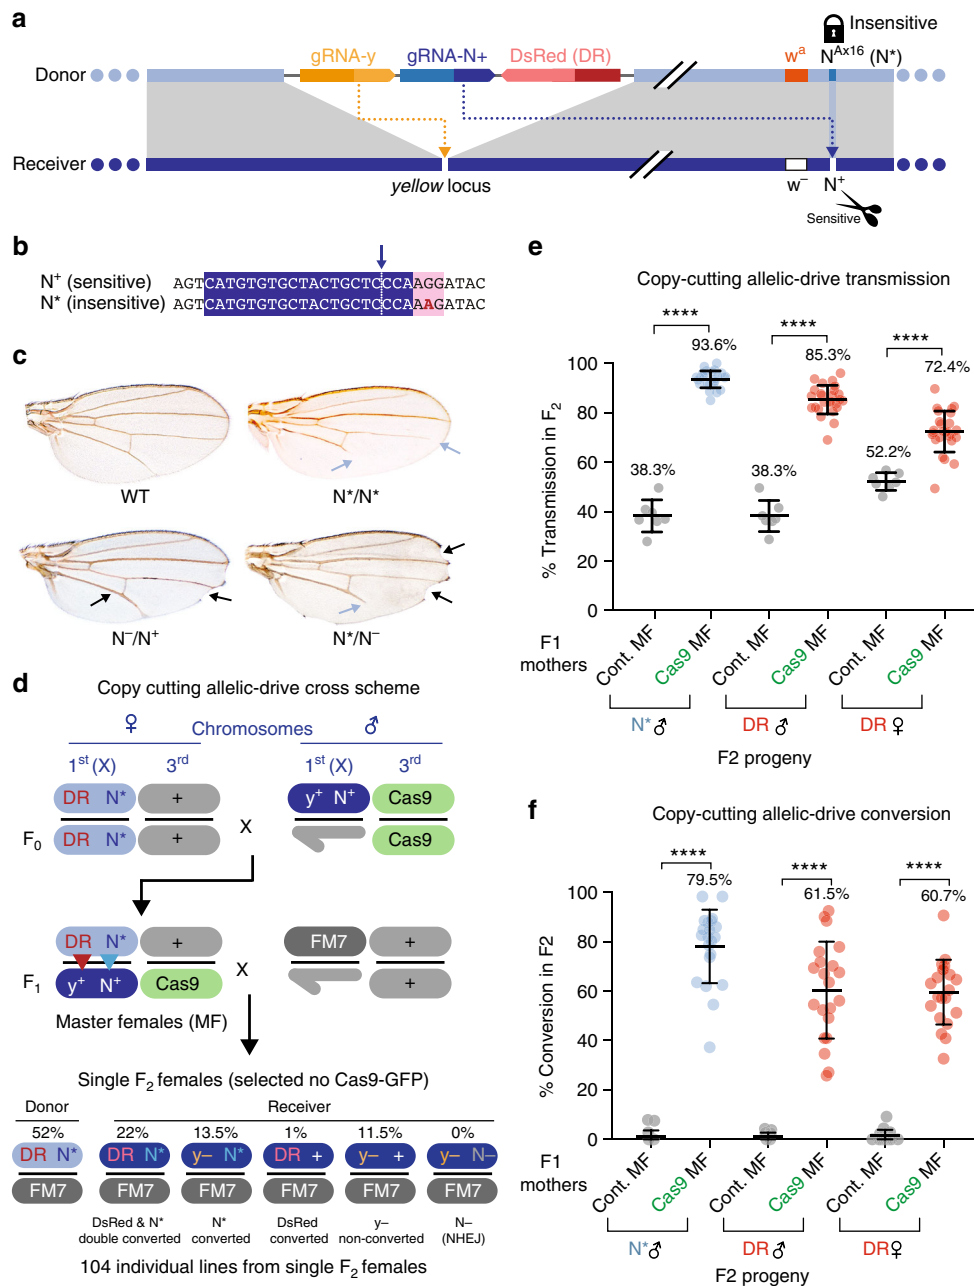 a
Insensitive
gRNA-y
gRNA-N+
DsRed (DR)
wᵃ
Nᴬˣ¹⁶ (N*)
Donor
Receiver
yellow locus
w⁻
N⁺
Sensitive
b
N⁺ (sensitive) AGTCATGTGTGCTACTGCTCCCAAGGATAC
N* (insensitive) AGTCATGTGTGCTACTGCTCCCAAAGATAC
c
WT
N*/N*
N⁻/N⁺
N*/N⁻
d
Copy cutting allelic-drive cross scheme
♀ Chromosomes ♂
1ˢᵗ (X) 3ʳᵈ 1ˢᵗ (X) 3ʳᵈ
DR N* + y⁺ N⁺ Cas9
X
F₀ DR N* + Cas9
DR N* + FM7 +
X
F₁ y⁺ N⁺ Cas9 +
Master females (MF)
Single F₂ females (selected no Cas9-GFP)
Donor Receiver
52% 22% 13.5% 1% 11.5% 0%
DR N* DR N* y– N* DR + y– + y– N–
FM7 FM7 FM7 FM7 FM7 FM7
DsRed & N* double converted
N* converted
DsRed converted
y– non-converted
N– (NHEJ)
104 individual lines from single F₂ females
e
Copy-cutting allelic-drive transmission
% Transmission in F₂
100
80
60
40
20
0
**** **** ****
38.3% 93.6% 38.3% 85.3% 52.2% 72.4%
F1 mothers
Cont. MF Cas9 MF Cont. MF Cas9 MF Cont. MF Cas9 MF
N*♂ DR ♂ DR ♀
F2 progeny
f
Copy-cutting allelic-drive conversion
% Conversion in F2
100
80
60
40
20
0
**** **** ****
79.5% 61.5% 60.7%
F1 mothers
Cont. MF Cas9 MF Cont. MF Cas9 MF Cont. MF Cas9 MF
N*♂ DR ♂ DR♀
F2 progeny